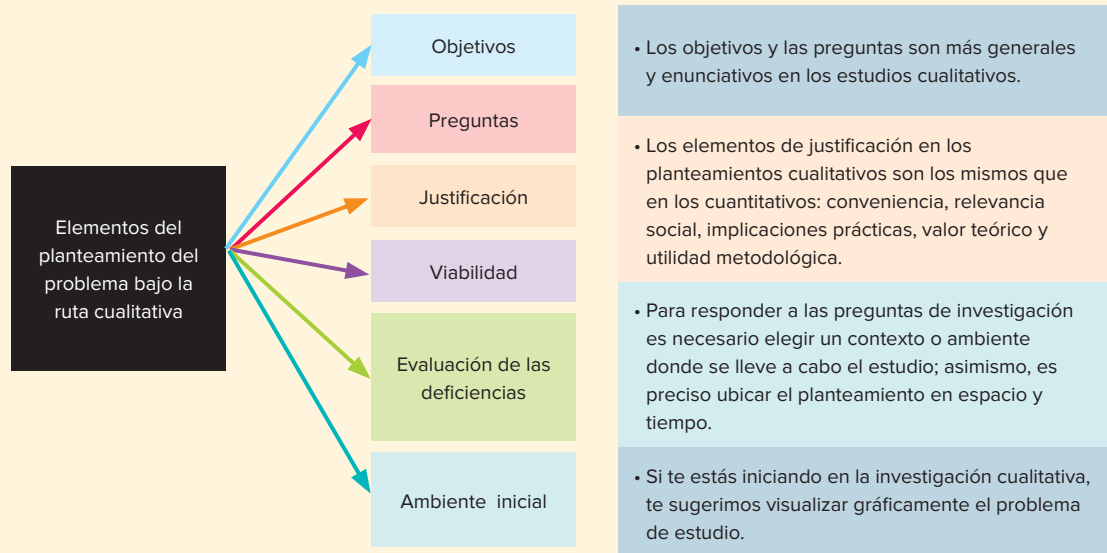 Elementos del
planteamiento del
problema bajo la
ruta cualitativa
Objetivos
Preguntas
Justificación
Viabilidad
Evaluación de las
deficiencias
Ambiente inicial
• Los objetivos y las preguntas son más generales
y enunciativos en los estudios cualitativos.
• Los elementos de justificación en los
planteamientos cualitativos son los mismos que
en los cuantitativos: conveniencia, relevancia
social, implicaciones prácticas, valor teórico y
utilidad metodológica.
• Para responder a las preguntas de investigación
es necesario elegir un contexto o ambiente
donde se lleve a cabo el estudio; asimismo, es
preciso ubicar el planteamiento en espacio y
tiempo.
• Si te estás iniciando en la investigación cualitativa,
te sugerimos visualizar gráficamente el problema
de estudio.